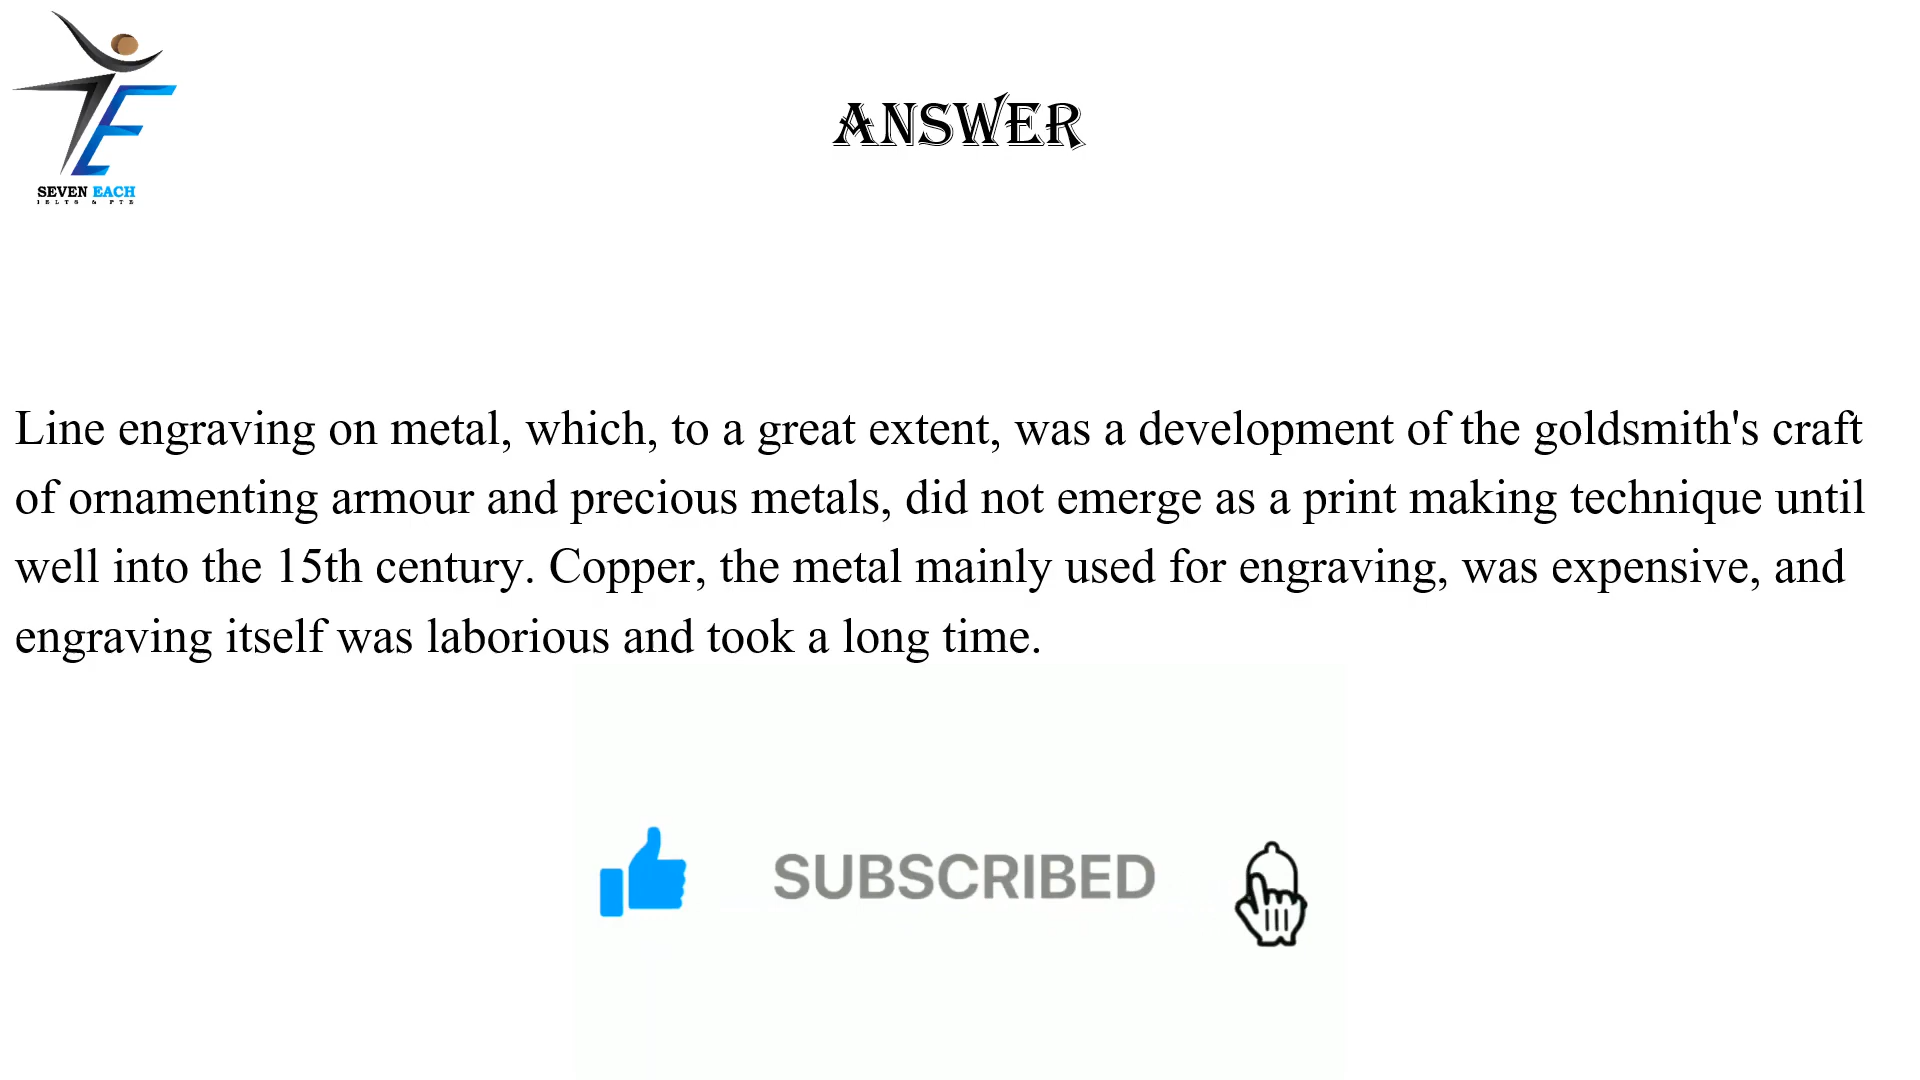 SEVEN EACH
IELTS & PTE
ANSWER
Line engraving on metal, which, to a great extent, was a development of the goldsmith's craft
of ornamenting armour and precious metals, did not emerge as a print making technique until
well into the 15th century. Copper, the metal mainly used for engraving, was expensive, and
engraving itself was laborious and took a long time.
SUBSCRIBED